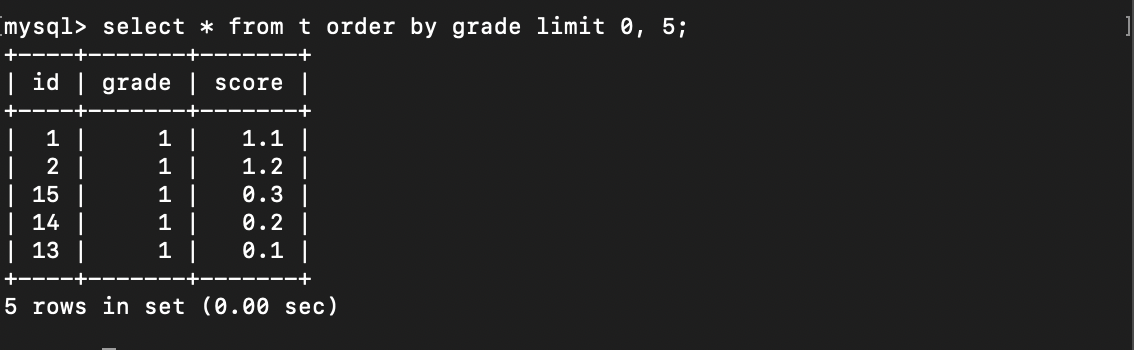 [mysql> select * from t order by grade limit 0, 5; ]
+----+-------+-------+
| id | grade | score |
+----+-------+-------+
|  1 |     1 |   1.1 |
|  2 |     1 |   1.2 |
| 15 |     1 |   0.3 |
| 14 |     1 |   0.2 |
| 13 |     1 |   0.1 |
+----+-------+-------+
5 rows in set (0.00 sec)